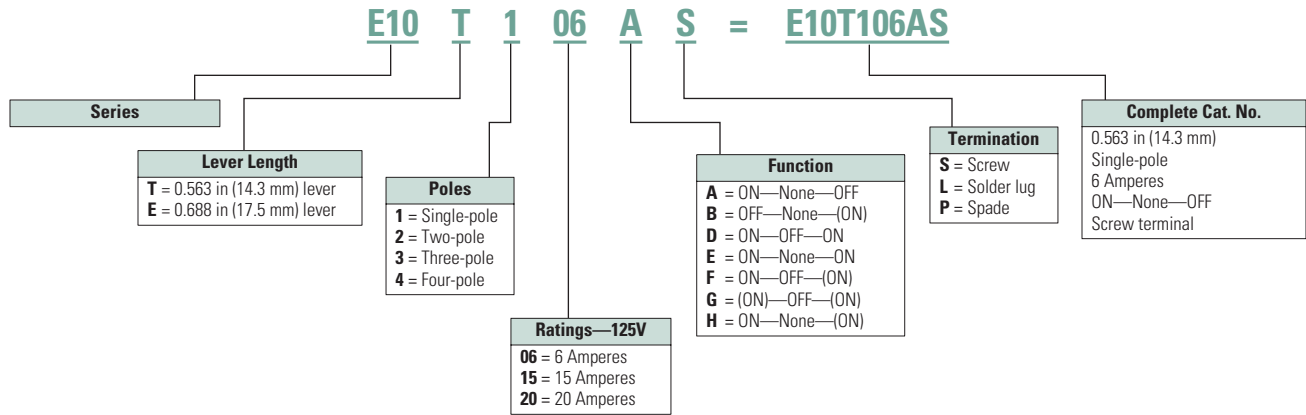 E10 T 1 06 A S = E10T106AS
Series
Lever Length
T = 0.563 in (14.3 mm) lever
E = 0.688 in (17.5 mm) lever
Poles
1 = Single-pole
2 = Two-pole
3 = Three-pole
4 = Four-pole
Ratings—125V
06 = 6 Amperes
15 = 15 Amperes
20 = 20 Amperes
Function
A = ON—None—OFF
B = OFF—None—(ON)
D = ON—OFF—ON
E = ON—None—ON
F = ON—OFF—(ON)
G = (ON)—OFF—(ON)
H = ON—None—(ON)
Termination
S = Screw
L = Solder lug
P = Spade
Complete Cat. No.
0.563 in (14.3 mm)
Single-pole
6 Amperes
ON—None—OFF
Screw terminal